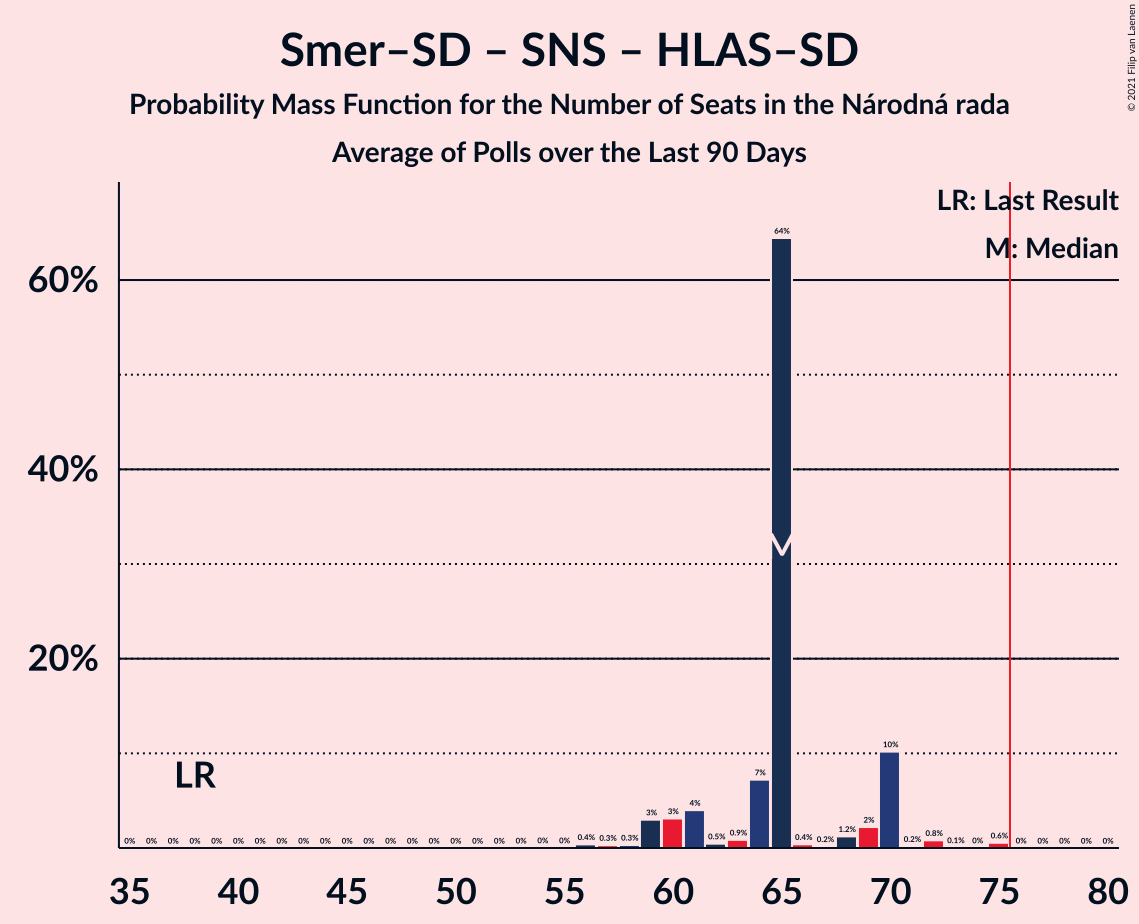 Smer–SD – SNS – HLAS–SD
Probability Mass Function for the Number of Seats in the Národná rada
Average of Polls over the Last 90 Days
© 2021 Filip van Laenen
LR: Last Result
M: Median
60%
40%
20%
LR
0% 0% 0% 0% 0% 0% 0% 0% 0% 0% 0% 0% 0% 0% 0% 0% 0% 0% 0% 0% 0% 0.4% 0.3% 0.3% 3% 3% 4% 0.5% 0.9% 7% 64% 0.4% 0.2% 1.2% 2% 10% 0.2% 0.8% 0.1% 0% 0.6% 0% 0% 0% 0% 0%
35 40 45 50 55 60 65 70 75 80